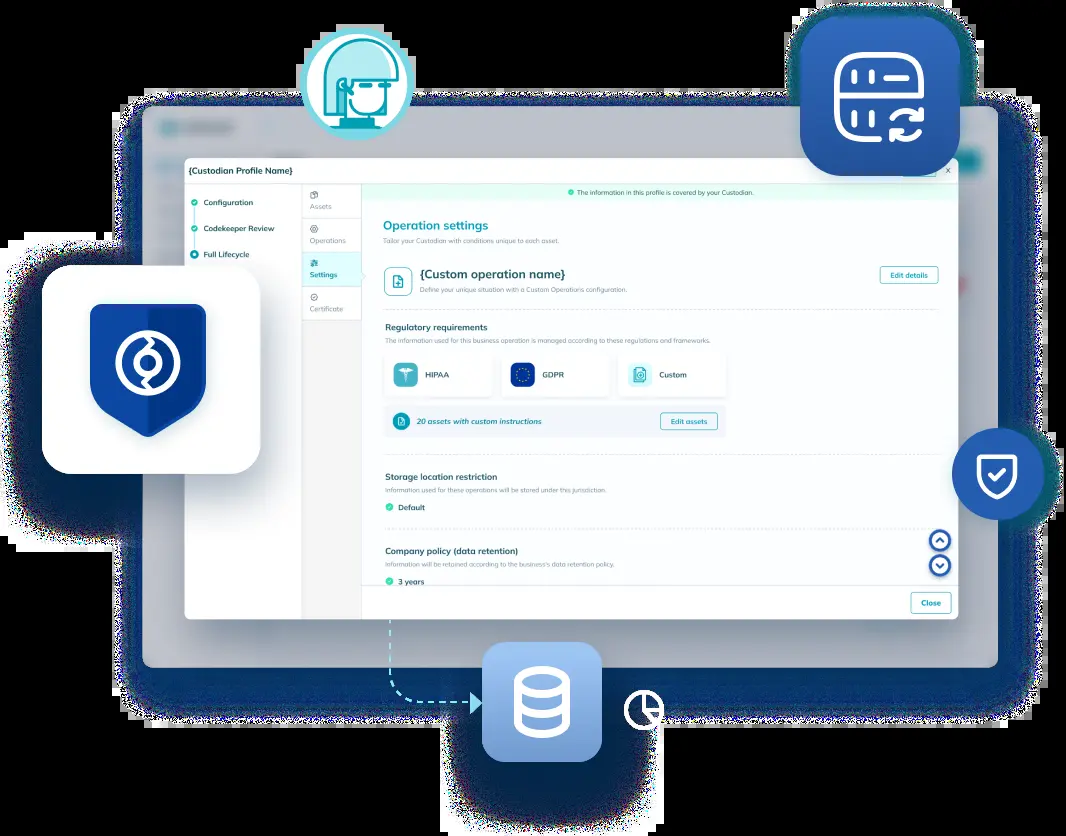 {Custodian Profile Name}
x
Configuration
Codekeeper Review
Full Lifecycle
Assets
Operations
Settings
Certificate
The information in this profile is covered by your Custodian.
Operation settings
Tailor your Custodian with conditions unique to each asset.
{Custom operation name}
Define your unique situation with a Custom Operations configuration.
Edit details
Regulatory requirements
The information used for this business operation is managed according to these regulations and frameworks.
HIPAA
GDPR
Custom
20 assets with custom instructions
Edit assets
Storage location restriction
Information used for these operations will be stored under this jurisdiction.
Default
Company policy (data retention)
Information will be retained according to the business's data retention policy.
3 years
Close